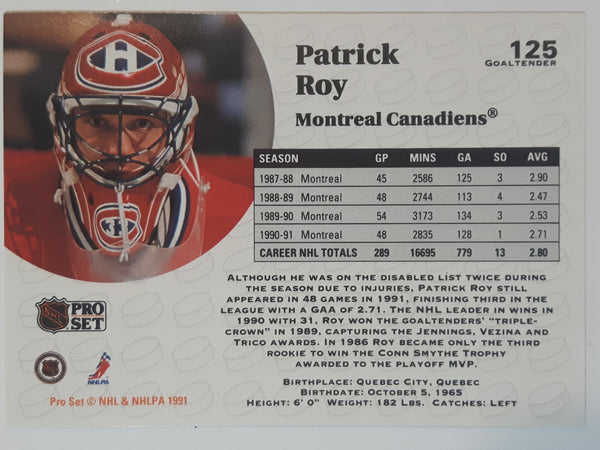 Patrick
Roy
125
GOALTENDER
Montreal Canadiens®
SEASON GP MINS GA SO AVG
1987-88 Montreal 45 2586 125 3 2.90
1988-89 Montreal 48 2744 113 4 2.47
1989-90 Montreal 54 3173 134 3 2.53
1990-91 Montreal 48 2835 128 1 2.71
CAREER NHL TOTALS 289 16695 779 13 2.80
ALTHOUGH HE WAS ON THE DISABLED LIST TWICE DURING
THE SEASON DUE TO INJURIES, PATRICK ROY STILL
APPEARED IN 48 GAMES IN 1991, FINISHING THIRD IN THE
LEAGUE WITH A GAA OF 2.71. THE NHL LEADER IN WINS IN
1990 WITH 31, ROY WON THE GOALTENDERS' "TRIPLE-
CROWN" IN 1989, CAPTURING THE JENNINGS, VEZINA AND
TRICO AWARDS. IN 1986 ROY BECAME ONLY THE THIRD
ROOKIE TO WIN THE CONN SMYTHE TROPHY
AWARDED TO THE PLAYOFF MVP.
BIRTHPLACE: QUEBEC CITY, QUEBEC
BIRTHDATE: OCTOBER 5, 1965
HEIGHT: 6' 0" WEIGHT: 182 LBS. CATCHES: LEFT
NHL
PRO
SET
NHLPA
Pro Set © NHL & NHLPA 1991